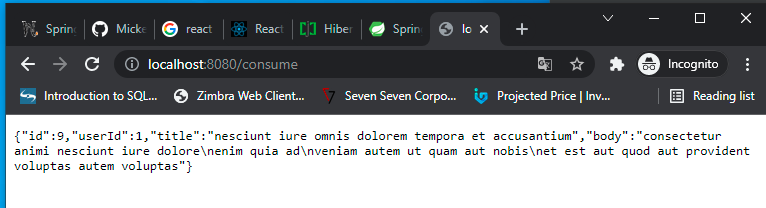 Spring
Micke
react
React
Hiber
Sprin
lo
localhost:8080/consume
Incognito
Introduction to SQL...
Zimbra Web Client...
Seven Seven Corpo...
Projected Price | Inv...
Reading list
{"id":9,"userId":1,"title":"nesciunt iure omnis dolorem tempora et accusantium","body":"consectetur
animi nesciunt iure dolore\nenim quia ad\nveniam autem ut quam aut nobis\net est aut quod aut provident
voluptas autem voluptas"}